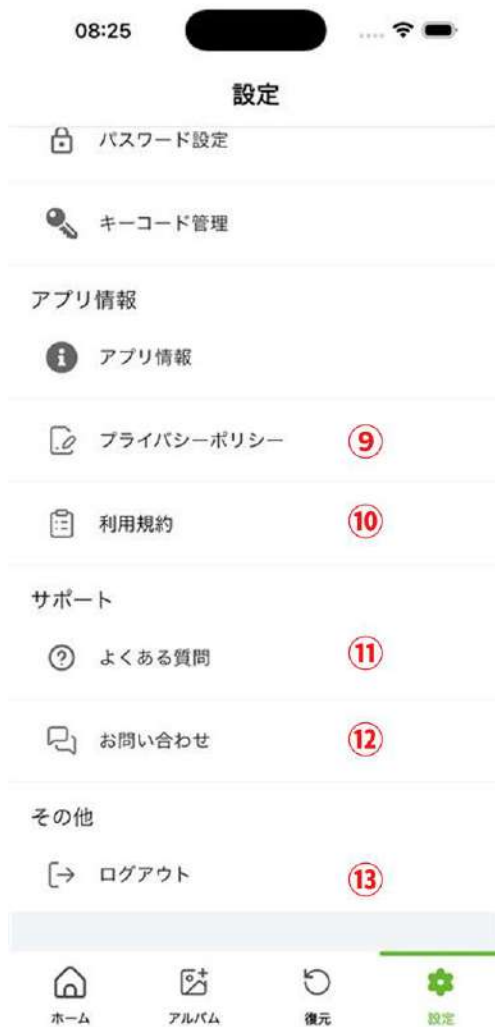 08:25
設定
パスワード設定
キーコード管理
アプリ情報
アプリ情報
プライバシーポリシー ⑨
利用規約 ⑩
サポート
よくある質問 ⑪
お問い合わせ ⑫
その他
ログアウト ⑬
ホーム アルバム 復元 設定